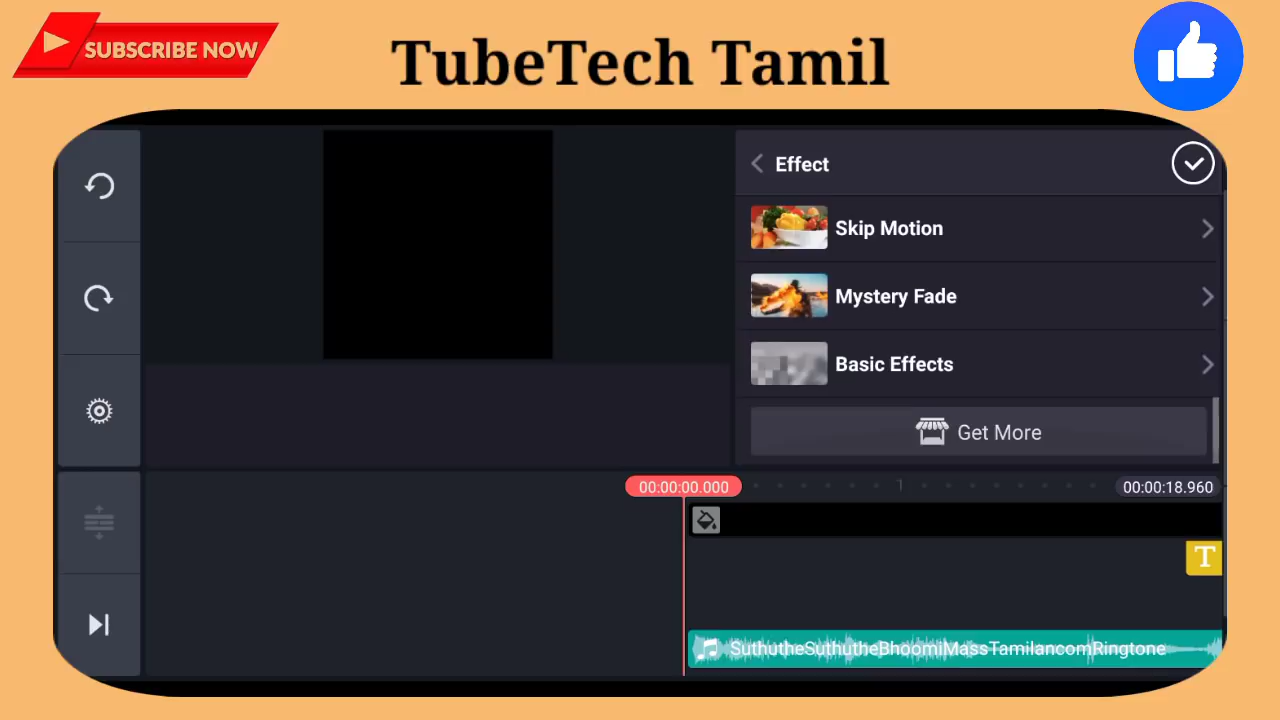 SUBSCRIBE NOW
TubeTech Tamil
Effect
Skip Motion
Mystery Fade
Basic Effects
Get More
00:00:00.000
1
00:00:18.960
T
SuthutheSuthutheBhoomiMassTamilancomRingtone